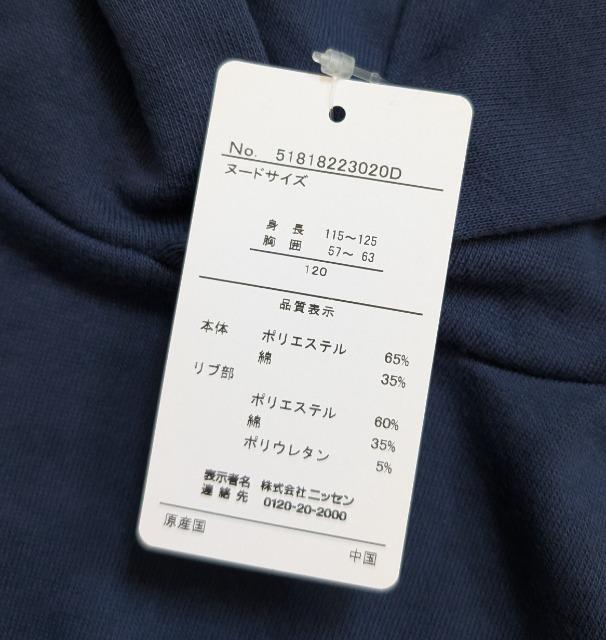 No. 51818223020D
ヌードサイズ
身長 115～125
胸囲 57～ 63
120
品質表示
本体 ポリエステル 65%
綿 35%
リブ部
ポリエステル 60%
綿 35%
ポリウレタン 5%
表示者名 株式会社ニッセン
連絡先 0120-20-2000
原産国
中国